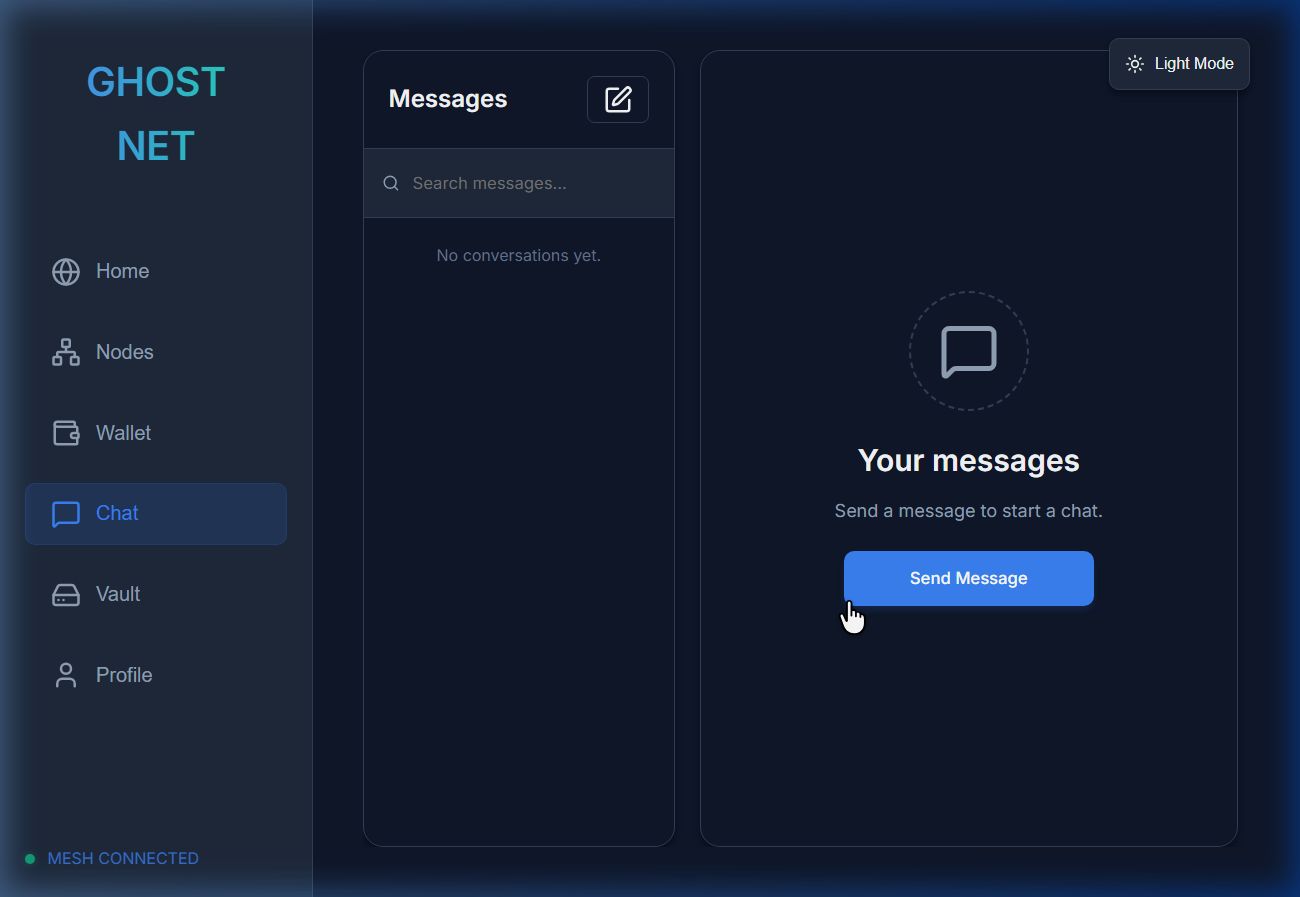 GHOST
NET
Home
Nodes
Wallet
Chat
Vault
Profile
MESH CONNECTED
Messages
Search messages...
No conversations yet.
Light Mode
Your messages
Send a message to start a chat.
Send Message